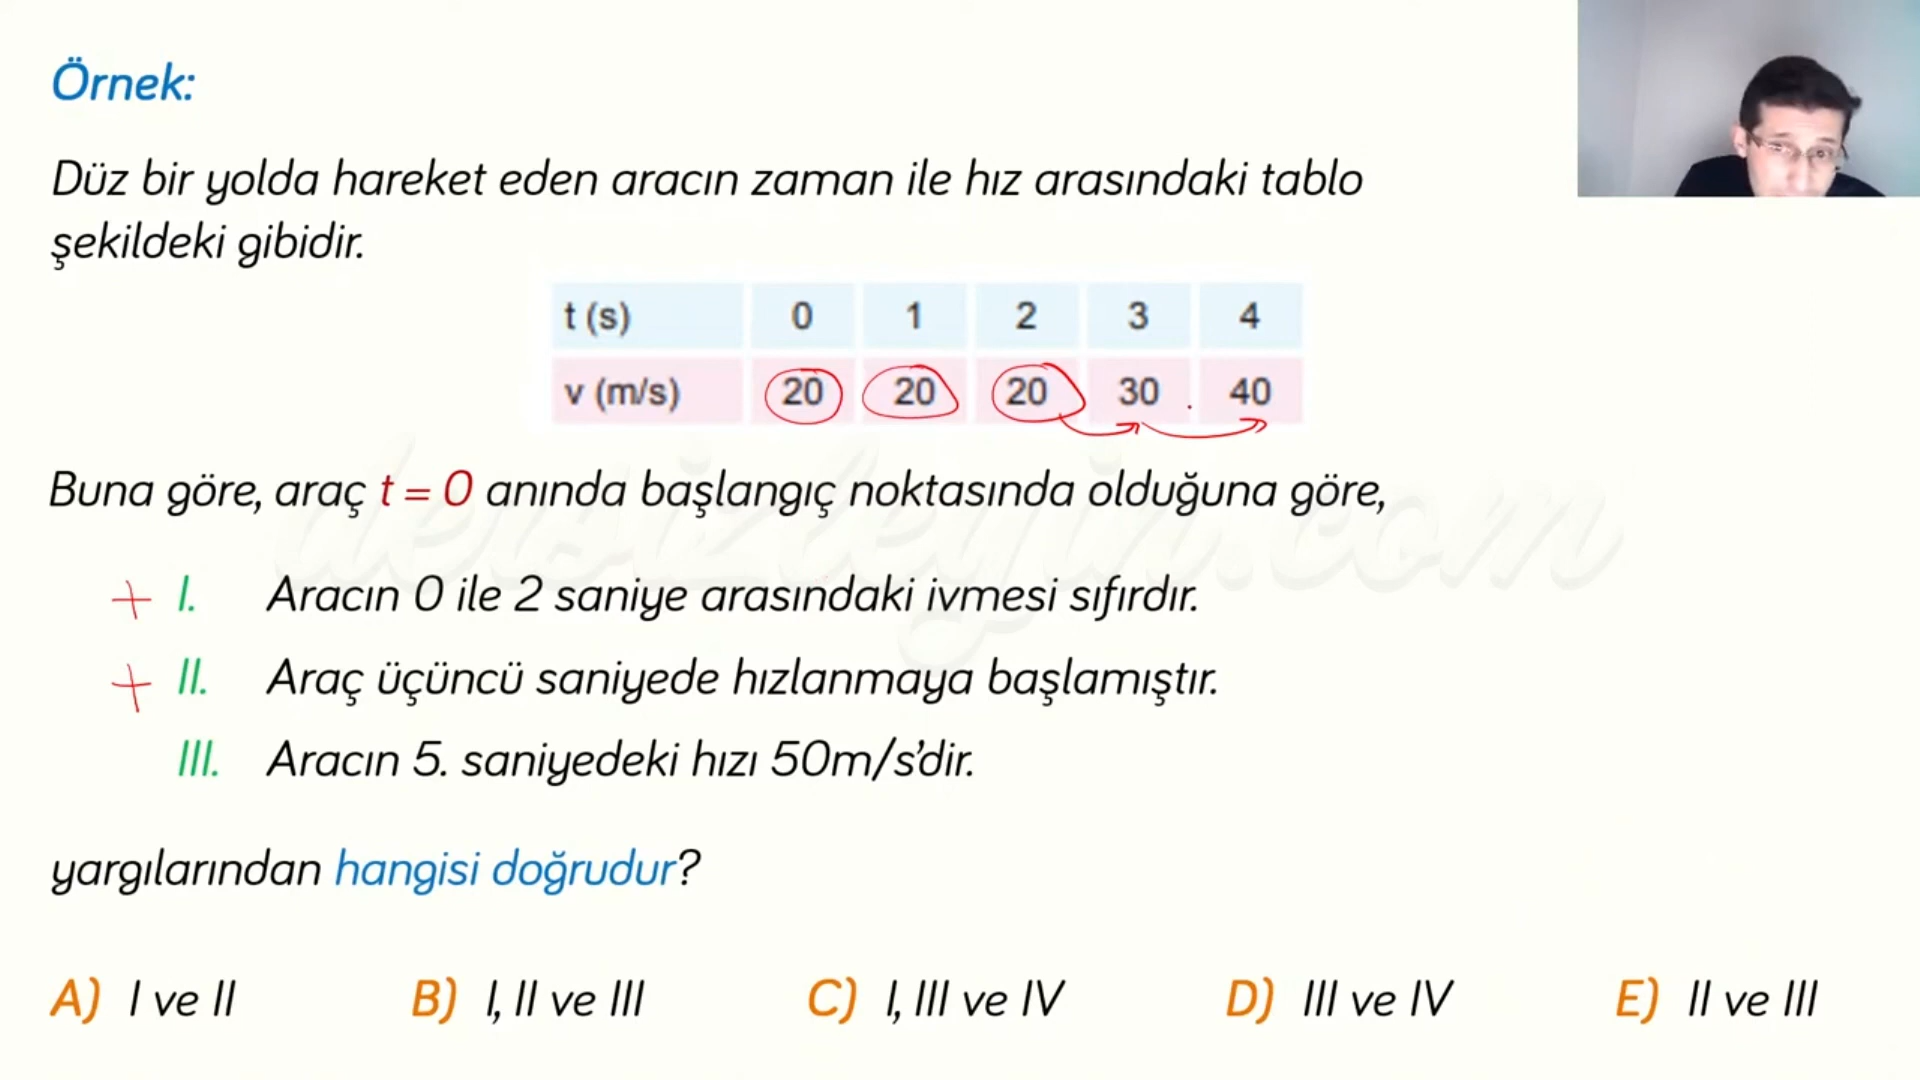 Örnek:
Düz bir yolda hareket eden aracın zaman ile hız arasındaki tablo
şekildeki gibidir.
t (s) 0 1 2 3 4
v (m/s) 20 20 20 30 40
Buna göre, araç t = 0 anında başlangıç noktasında olduğuna göre,
+ I. Aracın 0 ile 2 saniye arasındaki ivmesi sıfırdır.
+ II. Araç üçüncü saniyede hızlanmaya başlamıştır.
III. Aracın 5. saniyedeki hızı 50m/s'dir.
yargılarından hangisi doğrudur?
A) I ve II B) I, II ve III C) I, III ve IV D) III ve IV E) II ve III